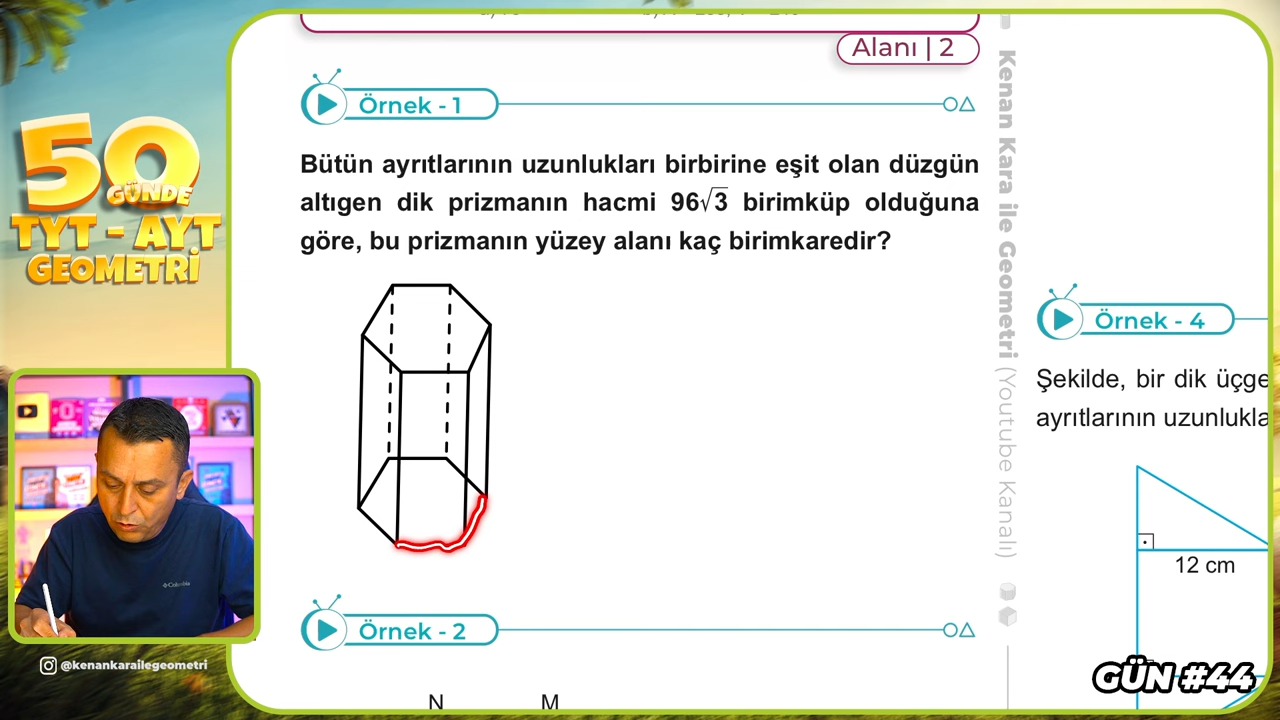 Alanı | 2
Örnek - 1
Bütün ayrıtlarının uzunlukları birbirine eşit olan düzgün
altıgen dik prizmanın hacmi 96√3 birimküp olduğuna
göre, bu prizmanın yüzey alanı kaç birimkaredir?
Örnek - 2
N M
Kenan Kara ile Geometri (Youtube Kanalı)
Örnek - 4
Şekilde, bir dik üçge
ayrıtlarının uzunlukla
12 cm
50
GÜNDE
TYT - AYT
GEOMETRİ
Columbia
@kenankarailegeometri
GÜN #44